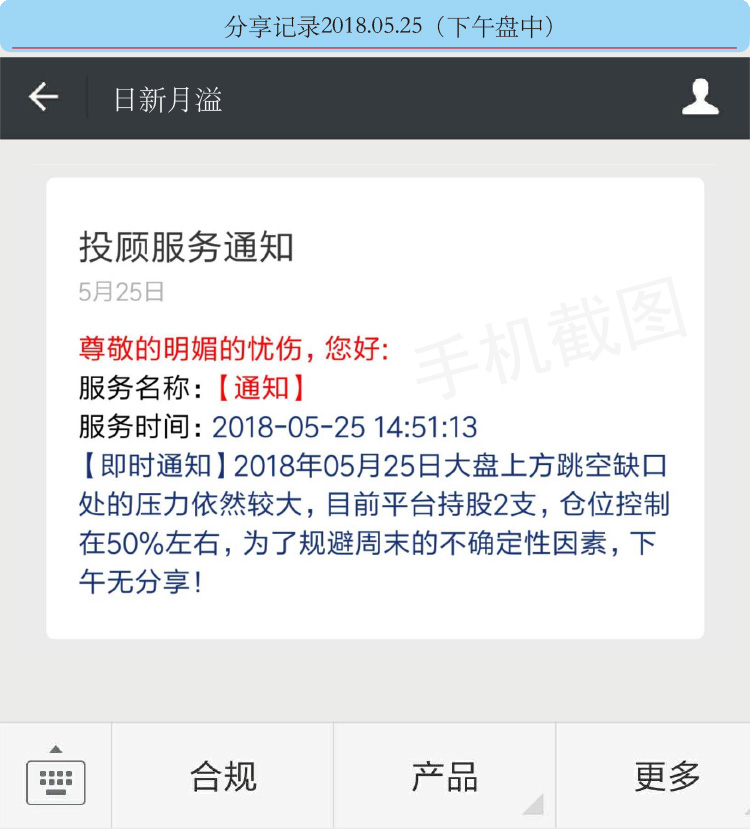 分享记录2018.05.25（下午盘中）
日新月溢
投顾服务通知
5月25日
手机截图
尊敬的明媚的忧伤，您好:
服务名称：【通知】
服务时间：2018-05-25 14:51:13
【即时通知】2018年05月25日大盘上方跳空缺口
处的压力依然较大，目前平台持股2支，仓位控制
在50%左右，为了规避周末的不确定性因素，下
午无分享！
合规
产品
更多